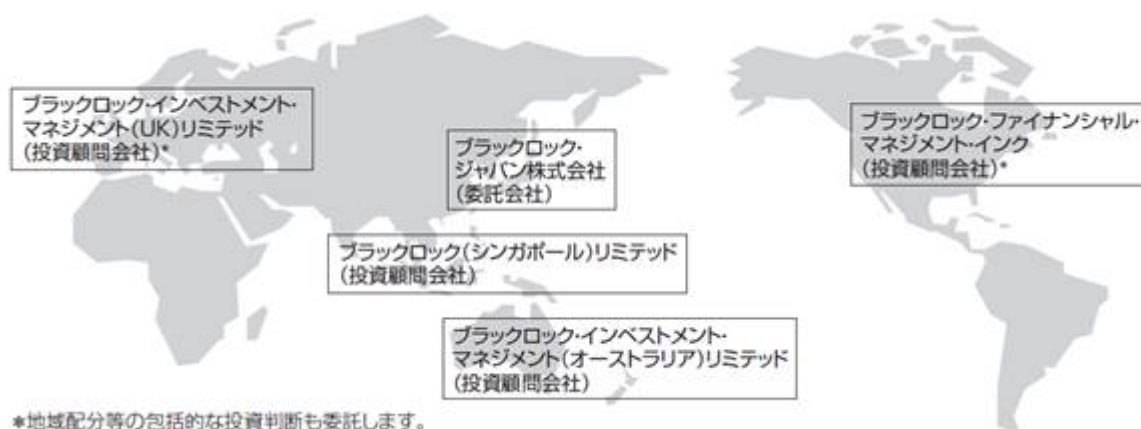 ブラックロック・インベストメント・
マネジメント(UK)リミテッド
(投資顧問会社)*
ブラックロック・
ジャパン株式会社
(委託会社)
ブラックロック・ファイナンシャル・
マネジメント・インク
(投資顧問会社)*
ブラックロック(シンガポール)リミテッド
(投資顧問会社)
ブラックロック・インベストメント・
マネジメント(オーストラリア)リミテッド
(投資顧問会社)
*地域配分等の包括的な投資判断も委託します。